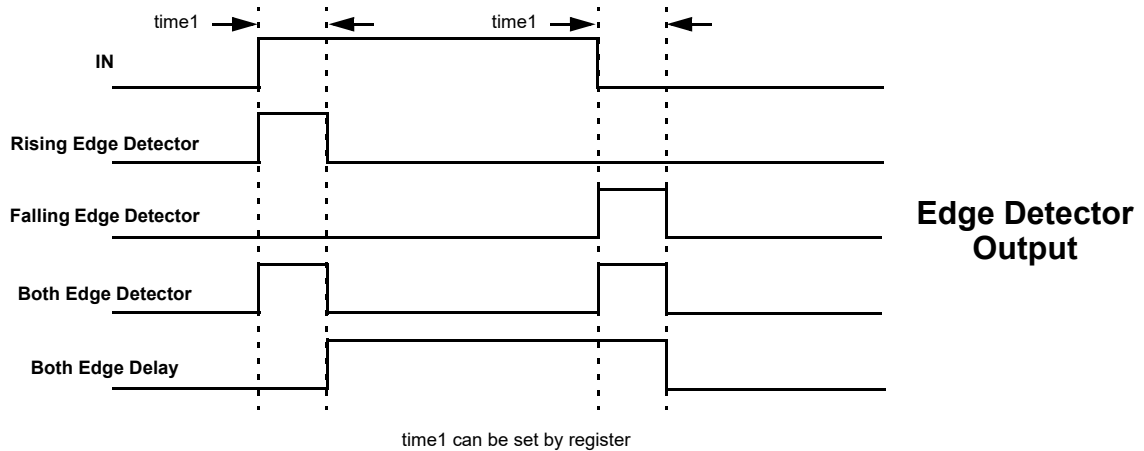 time1
time1
IN
Rising Edge Detector
Falling Edge Detector
Edge Detector
Output
Both Edge Detector
Both Edge Delay
time1 can be set by register